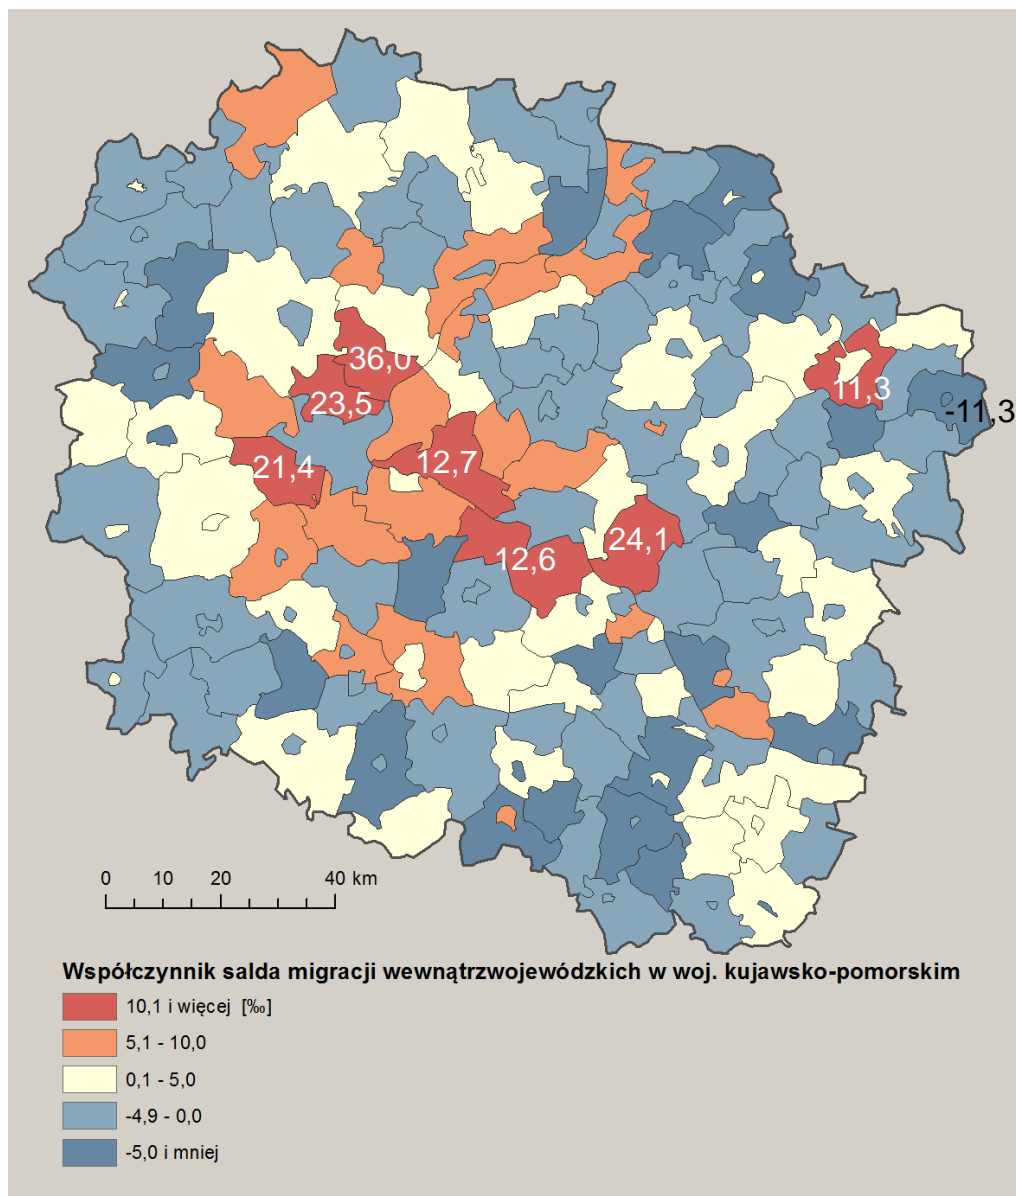 36,0
23,5
11,3
-11,3
21,4
12,7
24,1
12,6
0 10 20 40 km
Współczynnik salda migracji wewnątrzwojewódzkich w woj. kujawsko-pomorskim
10,1 i więcej [‰]
5,1 - 10,0
0,1 - 5,0
-4,9 - 0,0
-5,0 i mniej